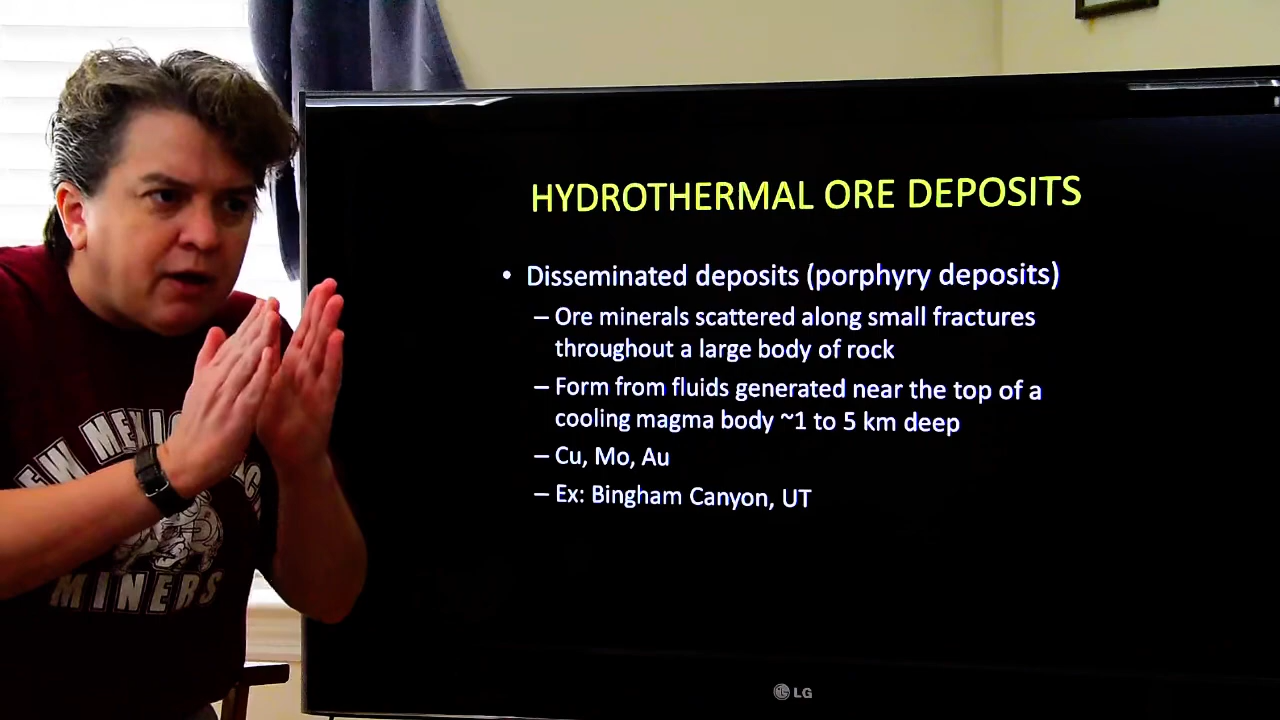 HYDROTHERMAL ORE DEPOSITS
• Disseminated deposits (porphyry deposits)
– Ore minerals scattered along small fractures
throughout a large body of rock
– Form from fluids generated near the top of a
cooling magma body ~1 to 5 km deep
– Cu, Mo, Au
– Ex: Bingham Canyon, UT
MINERS
LG